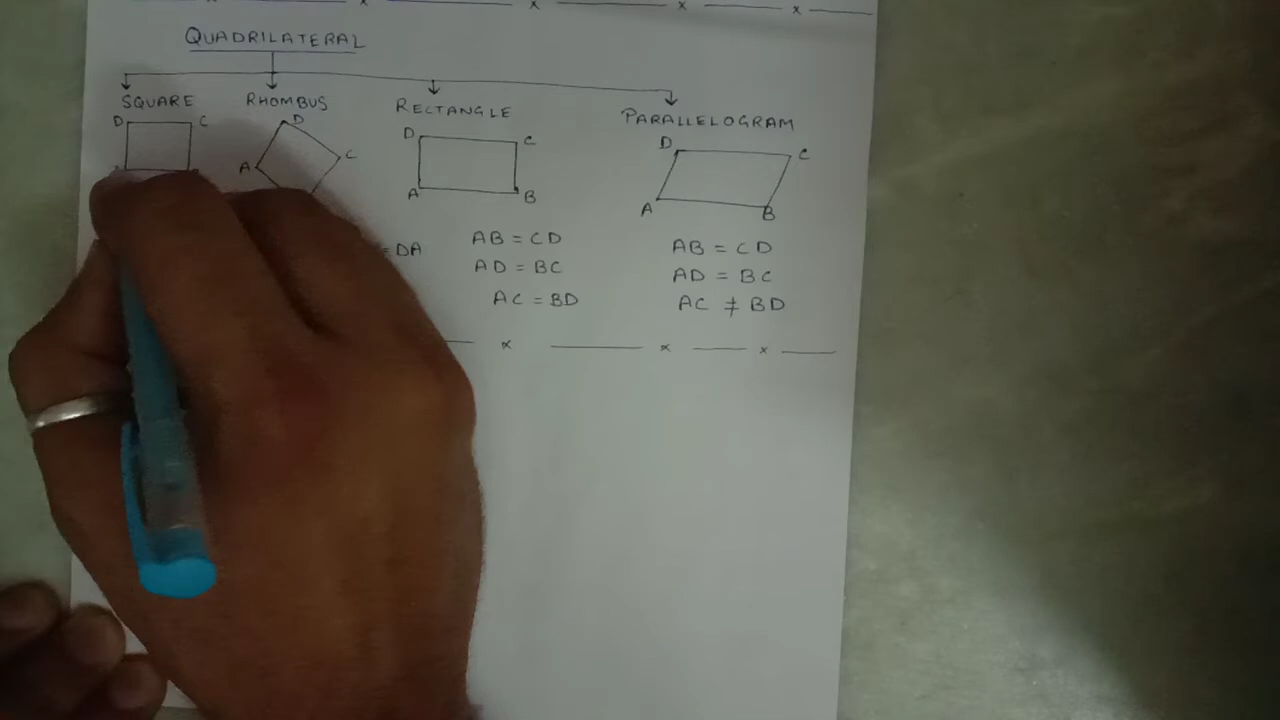 QUADRILATERAL
SQUARE RHOMBUS RECTANGLE PARALLELOGRAM
D C D D C D C
A C
A B A B
= DA AB = CD AB = CD
AD = BC AD = BC
AC = BD AC ≠ BD